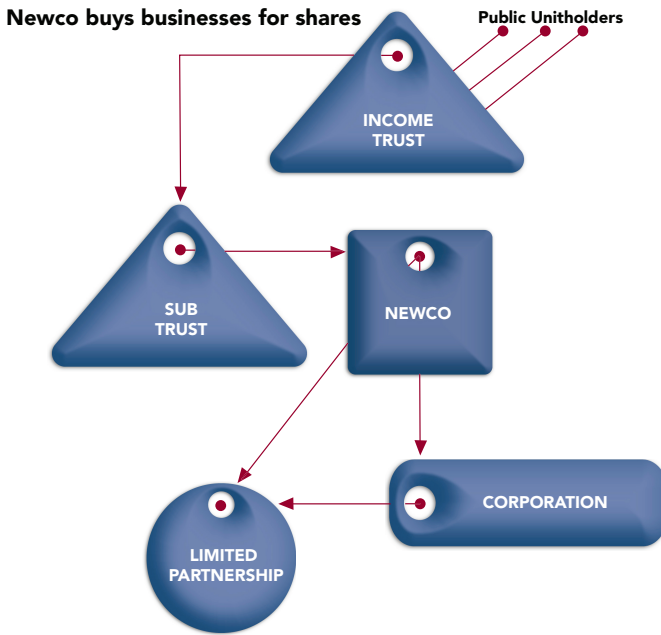 Newco buys businesses for shares
Public Unitholders
INCOME
TRUST
SUB
TRUST
NEWCO
CORPORATION
LIMITED
PARTNERSHIP